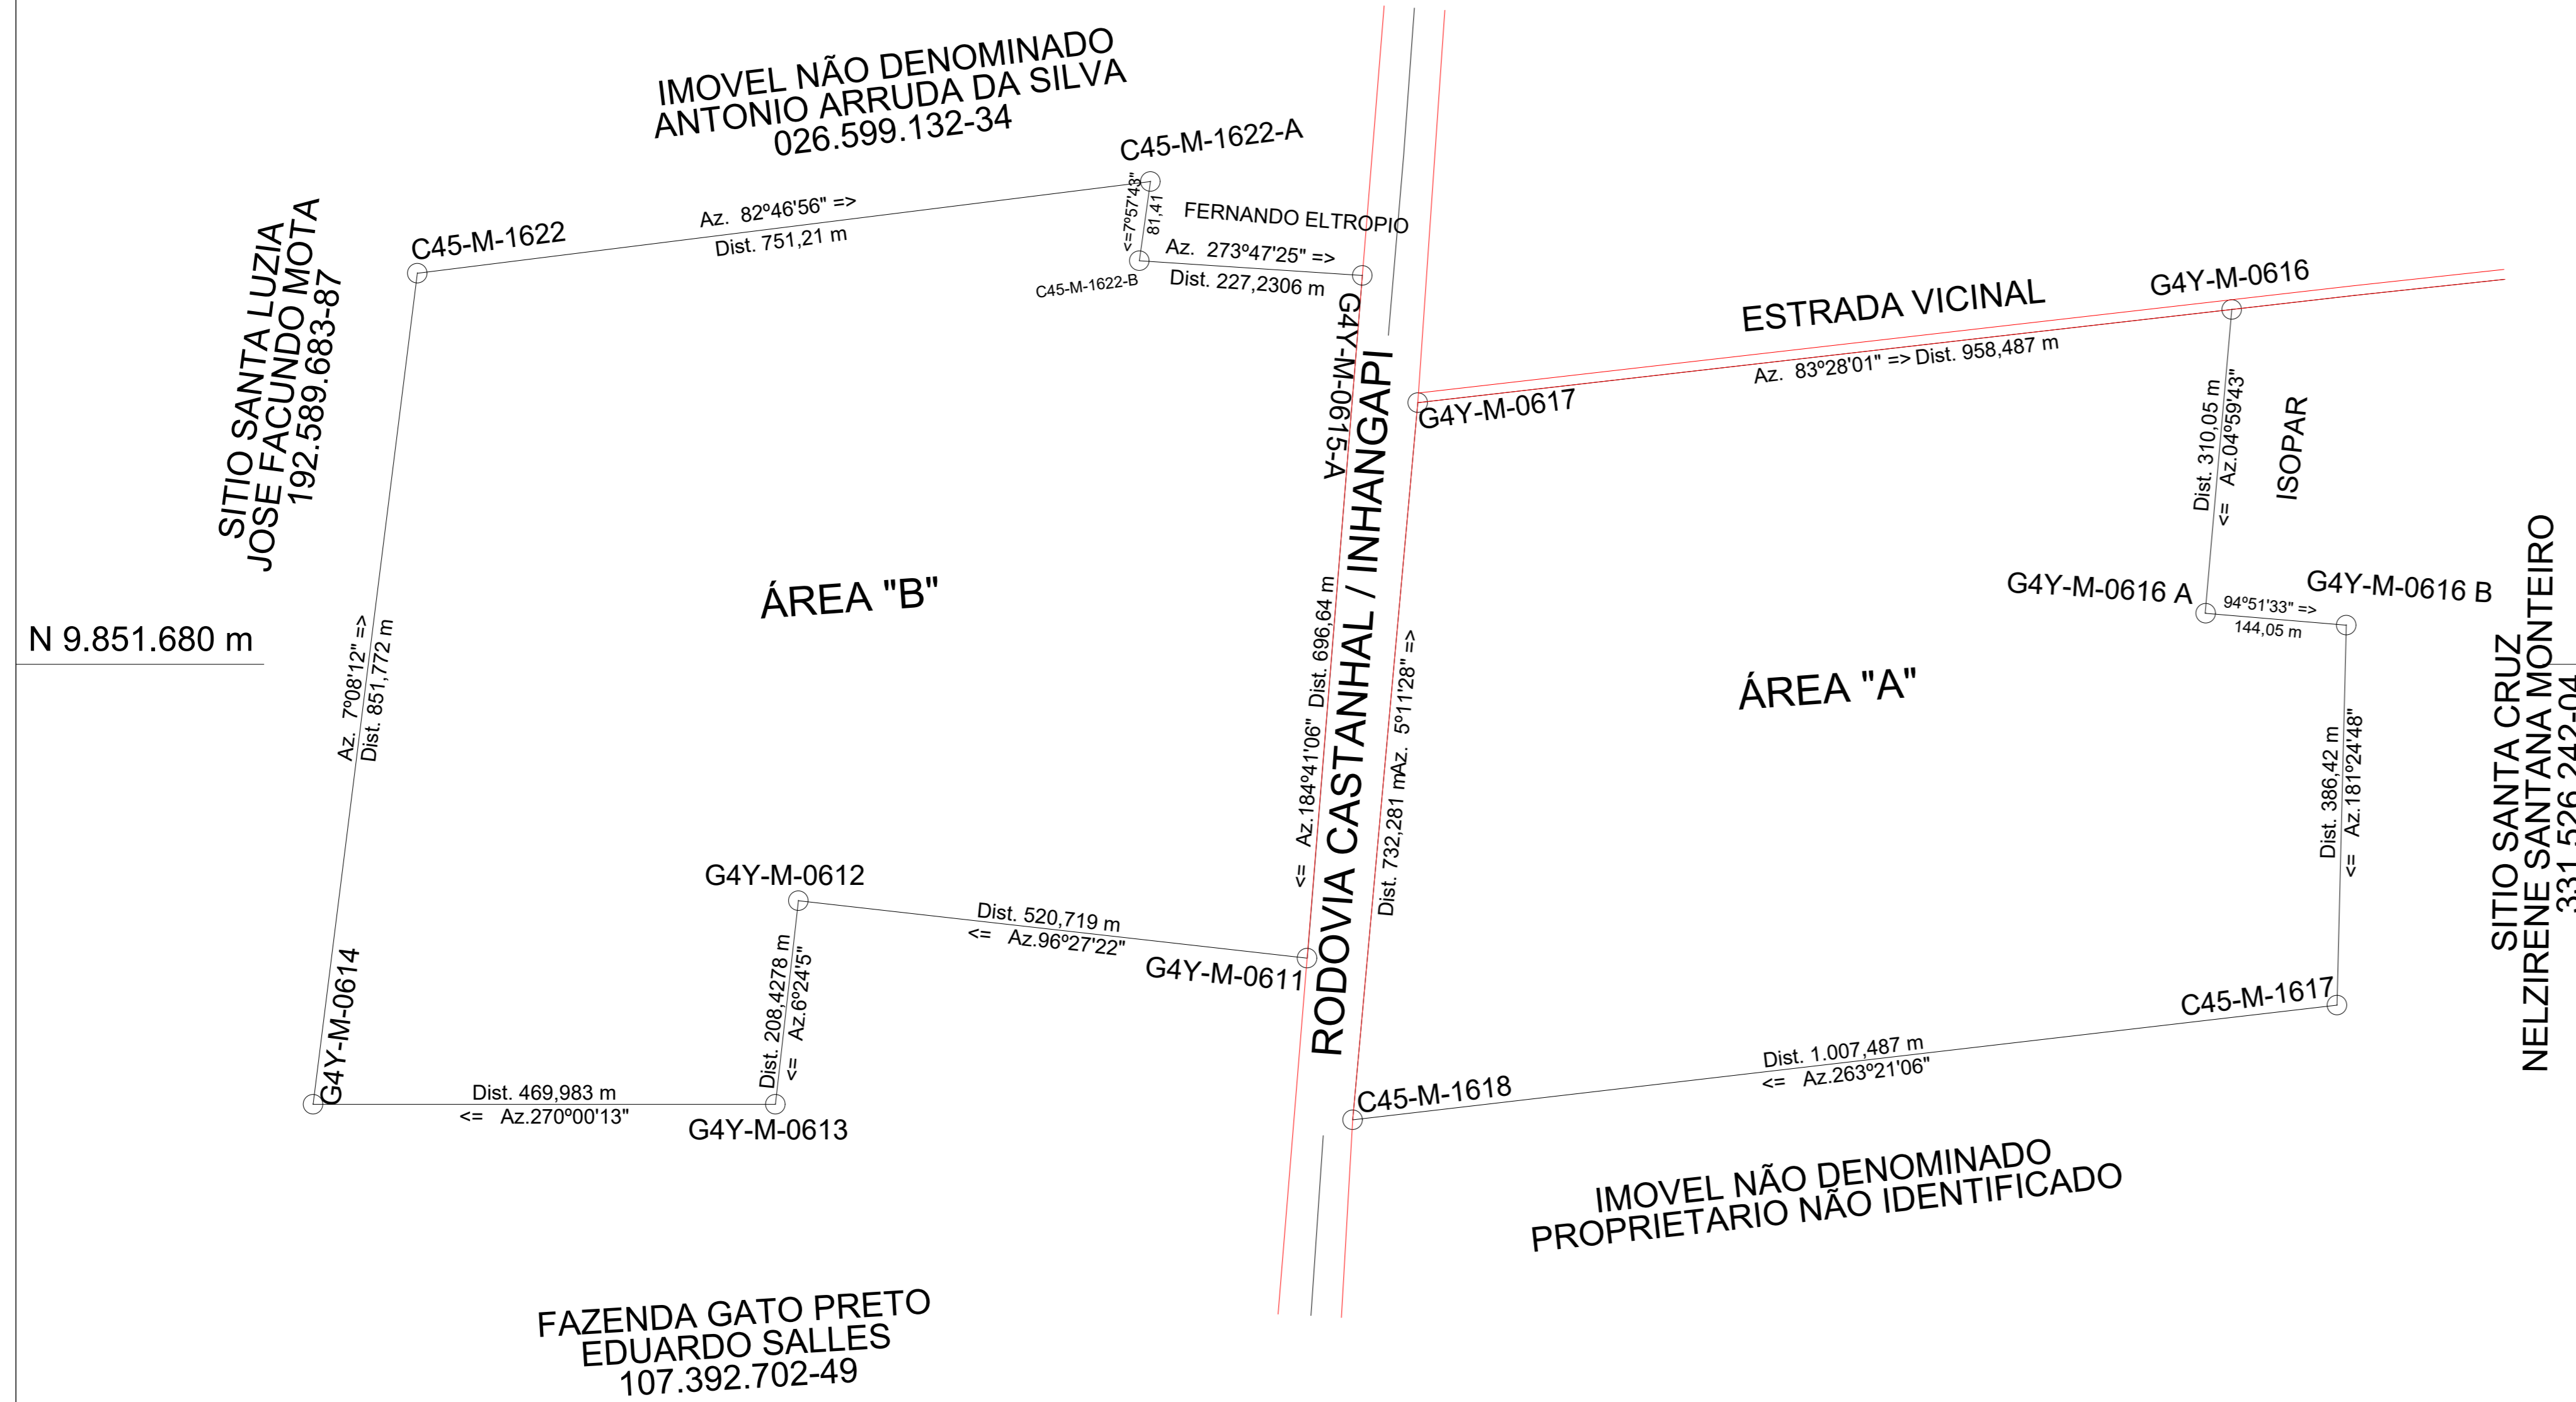 IMOVEL NÃO DENOMINADO
ANTONIO ARRUDA DA SILVA
026.599.132-34
C45-M-1622-A
C45-M-1622
Az. 82º46'56" =>
Dist. 751,21 m
<=7º57'43"
81,41
FERNANDO ELTROPIO
Az. 273º47'25" =>
Dist. 227,2306 m
C45-M-1622-B
G4Y-M-0615-A
SITIO SANTA LUZIA
JOSE FACUNDO MOTA
192.589.683-87
N 9.851.680 m
Az. 7º08'12" =>
Dist. 851,772 m
ÁREA "B"
<= Az.184º41'06" Dist. 696,64 m
RODOVIA CASTANHAL / INHANGAPI
Dist. 732,281 m
Az. 5º11'28" =>
G4Y-M-0617
ESTRADA VICINAL
Az. 83º28'01" => Dist. 958,487 m
G4Y-M-0616
Dist. 310,05 m
<= Az.04º59'43"
ISOPAR
G4Y-M-0616 A
G4Y-M-0616 B
94º51'33" =>
144,05 m
ÁREA "A"
Dist. 386,42 m
<= Az.181º24'48"
SITIO SANTA CRUZ
NELZIRENE SANTANA MONTEIRO
331.526.242-04
G4Y-M-0612
Dist. 520,719 m
<= Az.96º27'22"
G4Y-M-0611
Dist. 208,4278 m
<= Az.6º24'5"
G4Y-M-0614
Dist. 469,983 m
<= Az.270º00'13"
G4Y-M-0613
C45-M-1617
C45-M-1618
Dist. 1.007,487 m
<= Az.263º21'06"
IMOVEL NÃO DENOMINADO
PROPRIETARIO NÃO IDENTIFICADO
FAZENDA GATO PRETO
EDUARDO SALLES
107.392.702-49